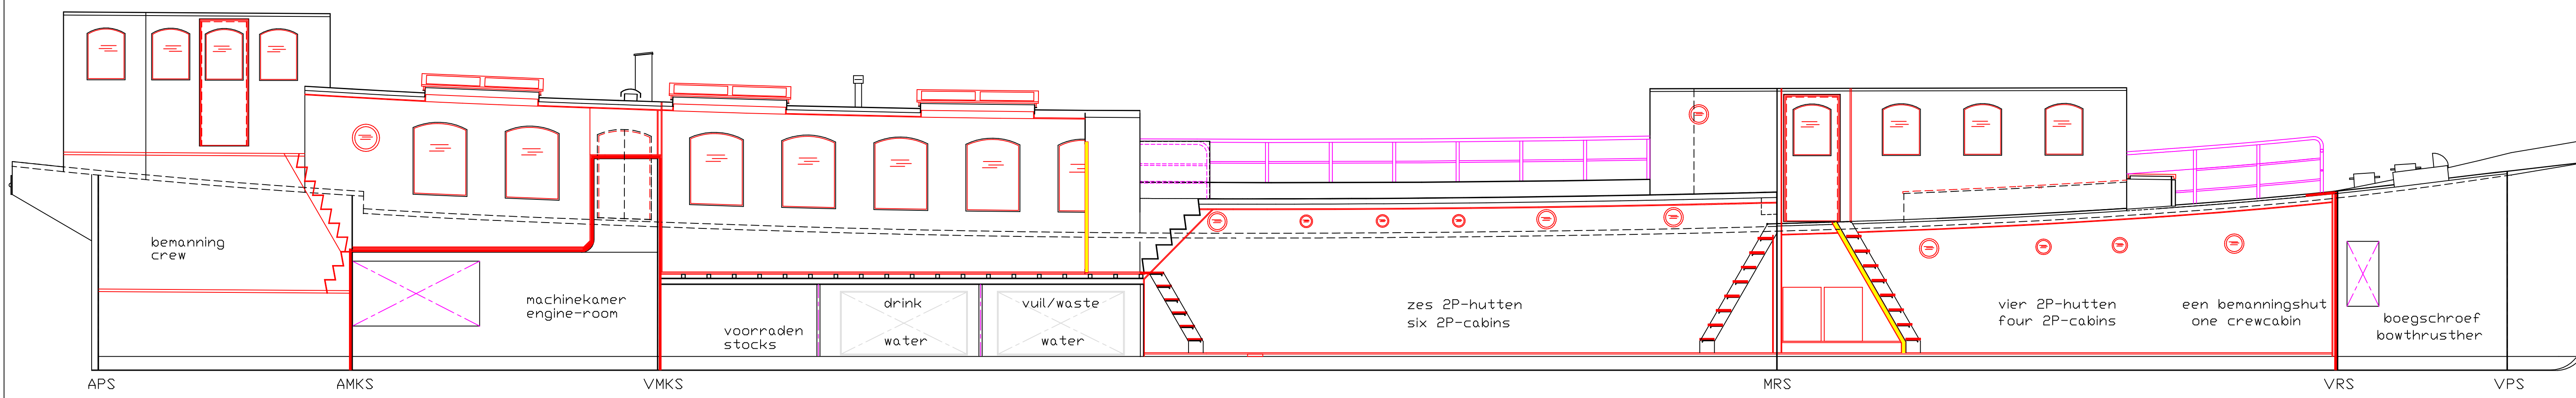 bemanning
crew
machinekamer
engine-room
voorraden
stocks
drink
water
vuil/waste
water
zes 2P-hutten
six 2P-cabins
vier 2P-hutten
four 2P-cabins
een bemanningshut
one crewcabin
boegschroef
bowthrusther
APS
AMKS
VMKS
MRS
VRS
VPS